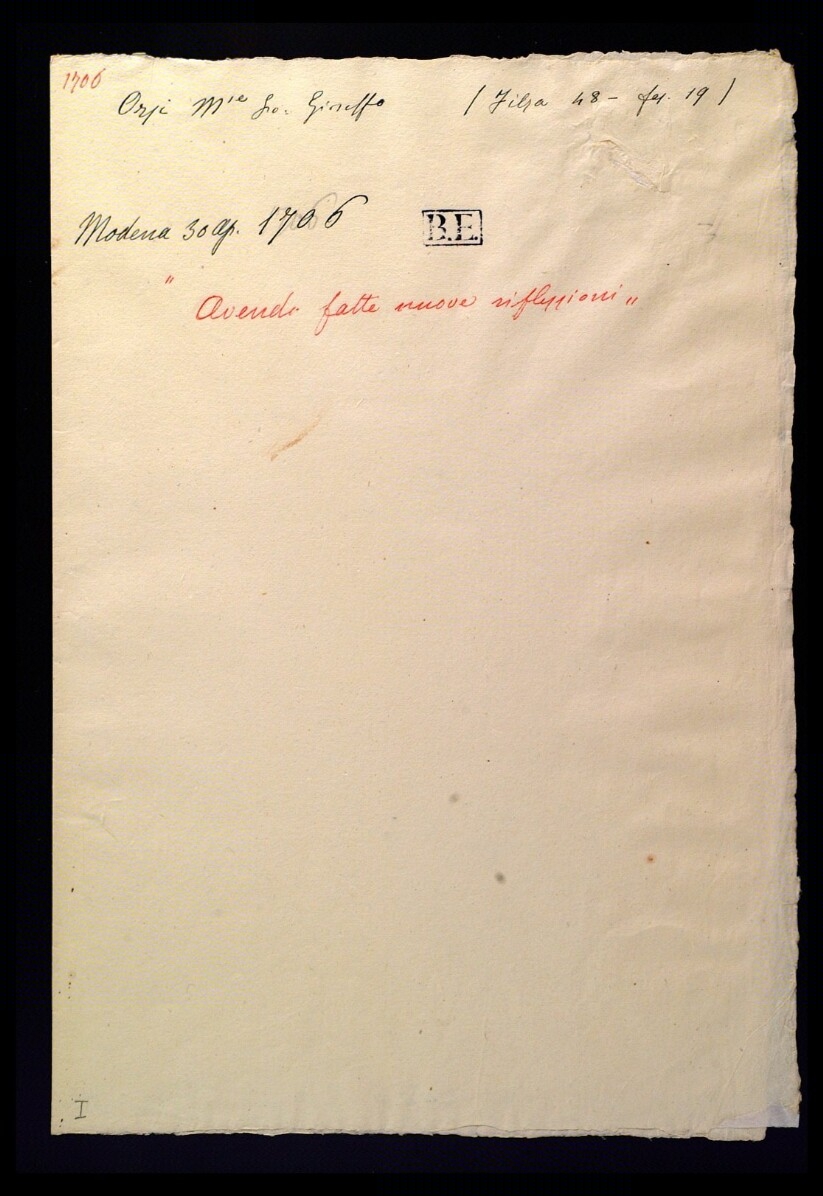 1706
Orsi M.se Gio. Gioseffo (Filza 48 - fas. 19)
Modena 30 Ap. 1706 B.E.
"Avendo fatte nuove riflessioni"
I